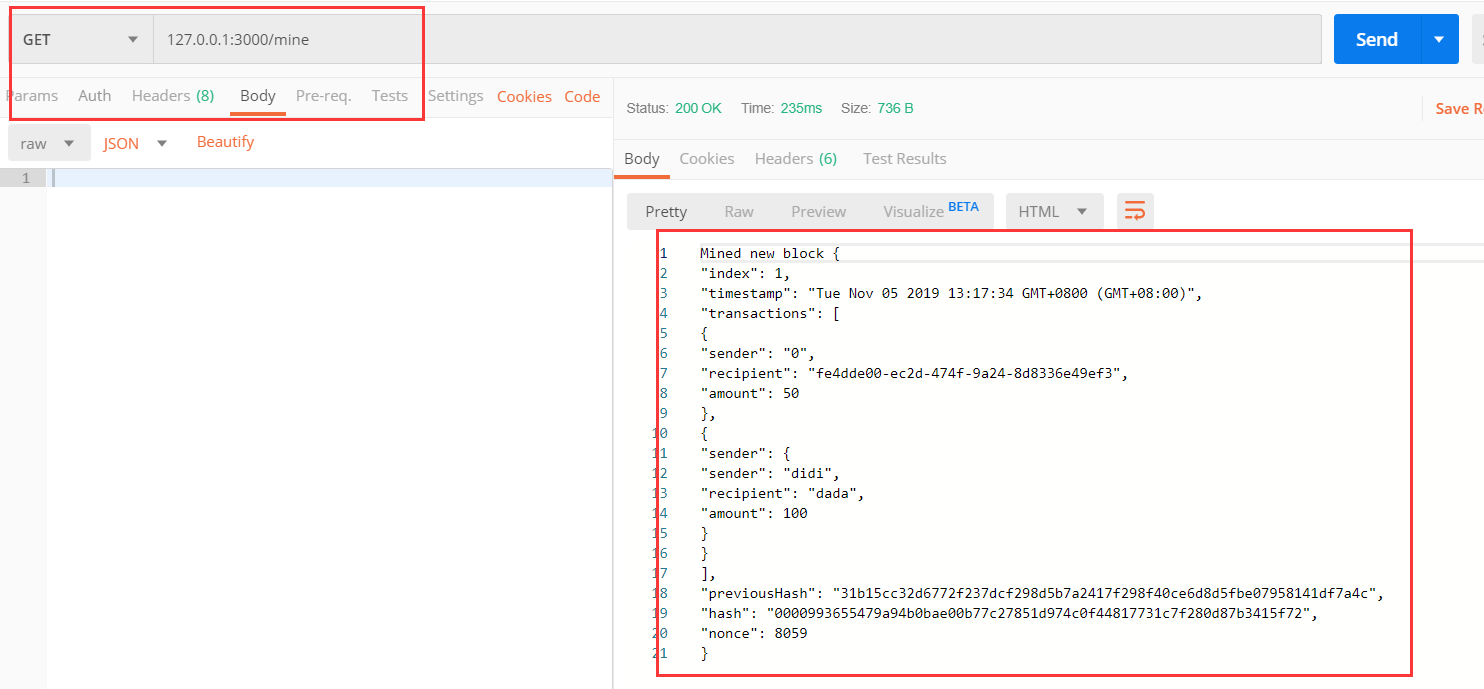 GET 127.0.0.1:3000/mine Send
Params Auth Headers (8) Body Pre-req. Tests Settings Cookies Code
raw JSON Beautify
1
Status: 200 OK Time: 235ms Size: 736 B Save R
Body Cookies Headers (6) Test Results
Pretty Raw Preview Visualize BETA HTML
1 Mined new block {
2 "index": 1,
3 "timestamp": "Tue Nov 05 2019 13:17:34 GMT+0800 (GMT+08:00)",
4 "transactions": [
5 {
6 "sender": "0",
7 "recipient": "fe4dde00-ec2d-474f-9a24-8d8336e49ef3",
8 "amount": 50
9 },
10 {
11 "sender": {
12 "sender": "didi",
13 "recipient": "dada",
14 "amount": 100
15 }
16 }
17 ],
18 "previousHash": "31b15cc32d6772f237dcf298d5b7a2417f298f40ce6d8d5fbe07958141df7a4c",
19 "hash": "0000993655479a94b0bae00b77c27851d974c0f44817731c7f280d87b3415f72",
20 "nonce": 8059
21 }